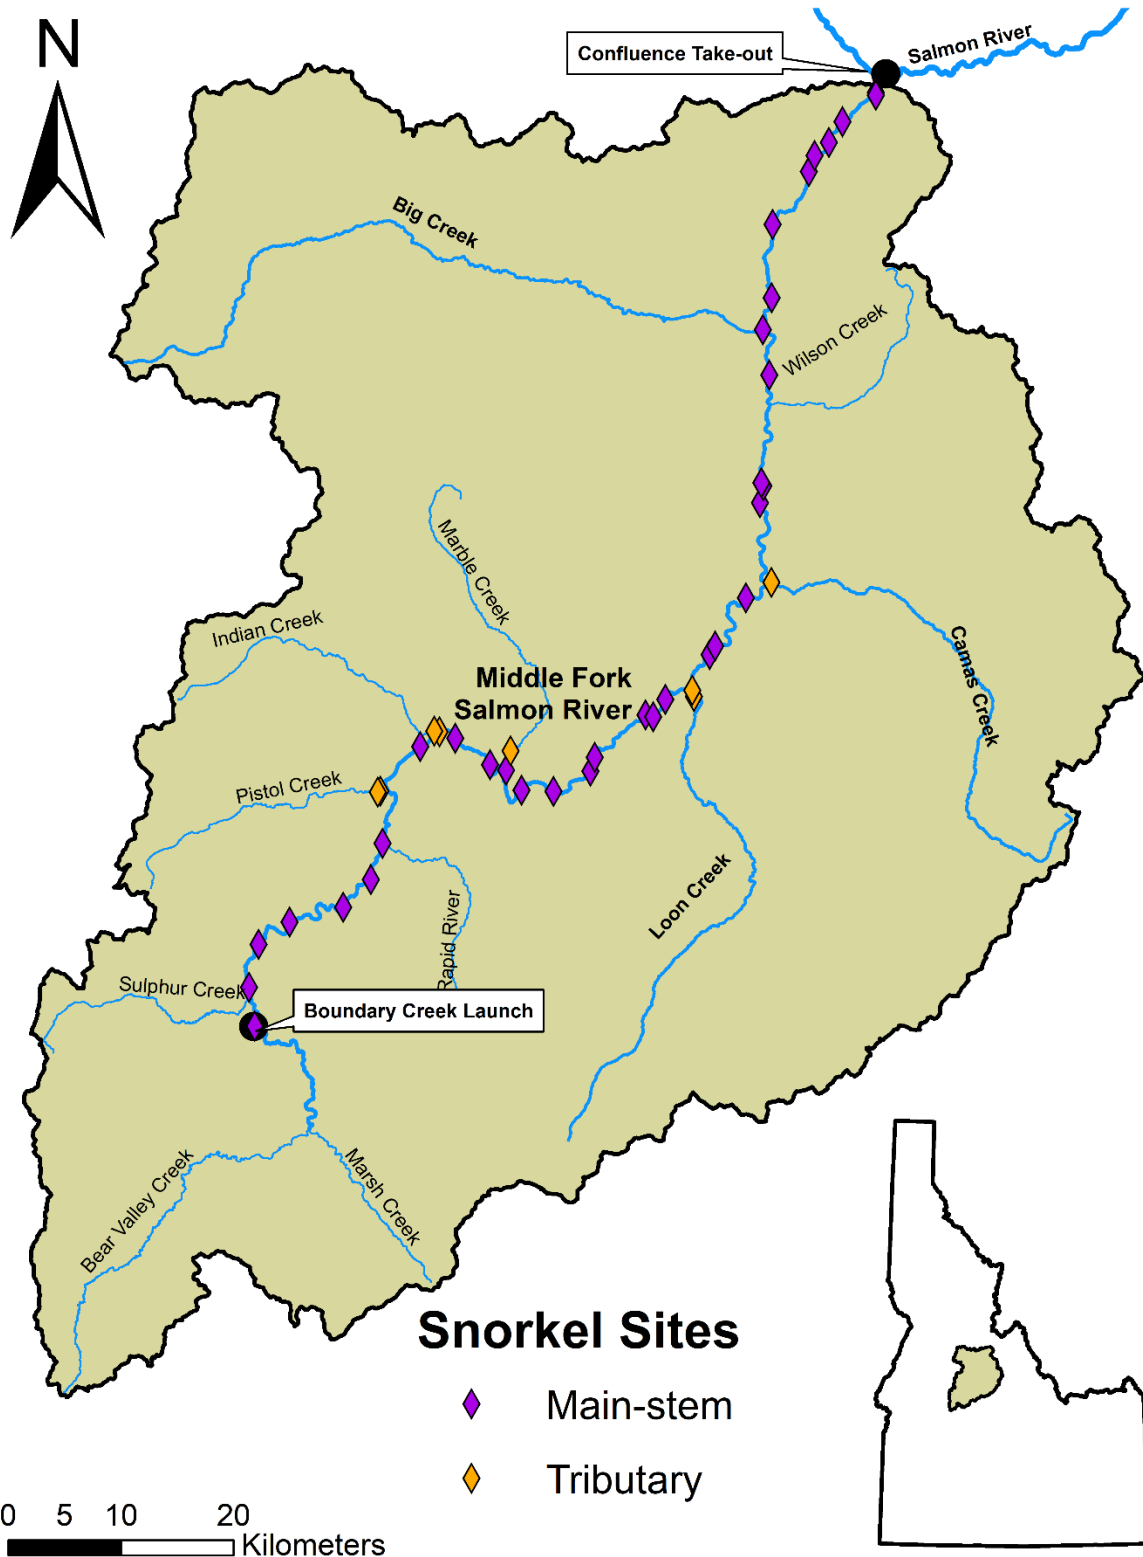 N
Confluence Take-out
Salmon River
Big Creek
Wilson Creek
Marble Creek
Indian Creek
Middle Fork
Salmon River
Camas Creek
Pistol Creek
Loon Creek
Rapid River
Sulphur Creek
Boundary Creek Launch
Bear Valley Creek
Marsh Creek
Snorkel Sites
Main-stem
Tributary
0 5 10 20
Kilometers